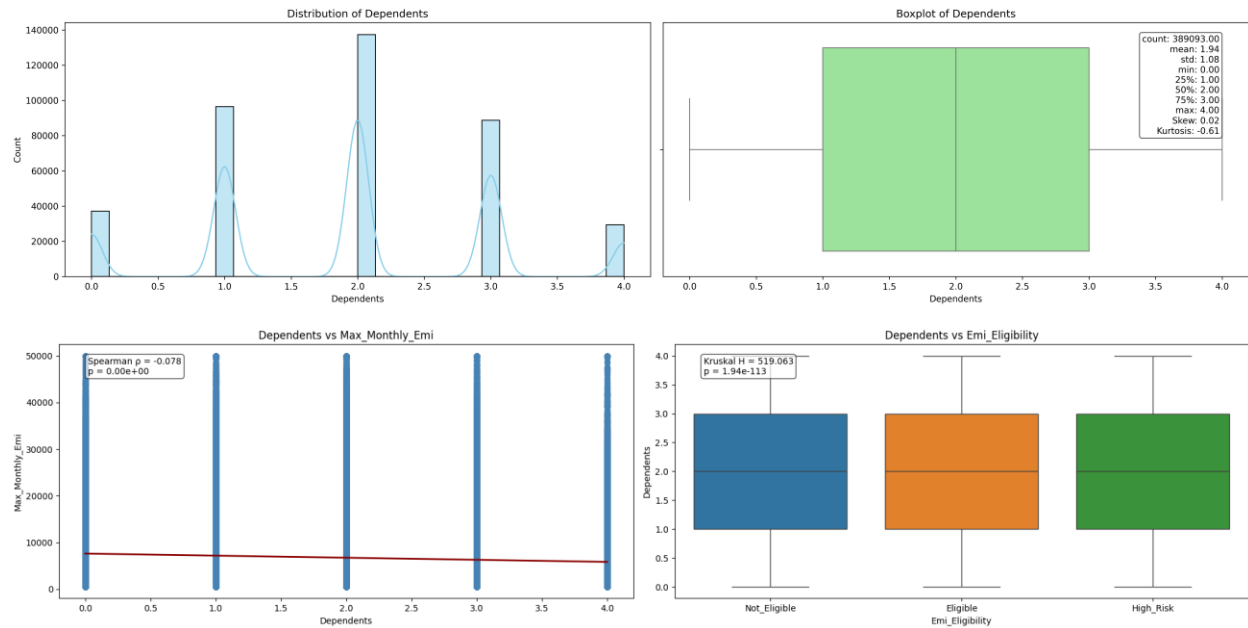 Distribution of Dependents
140000
120000
100000
80000
60000
40000
20000
0
Count
0.0 0.5 1.0 1.5 2.0 2.5 3.0 3.5 4.0
Dependents
Boxplot of Dependents
count: 389093.00
mean: 1.94
std: 1.08
min: 0.00
25%: 1.00
50%: 2.00
75%: 3.00
max: 4.00
Skew: 0.02
Kurtosis: -0.61
0.0 0.5 1.0 1.5 2.0 2.5 3.0 3.5 4.0
Dependents
Dependents vs Max_Monthly_Emi
Spearman ρ = -0.078
p = 0.00e+00
50000
40000
30000
20000
10000
0
Max_Monthly_Emi
0.0 0.5 1.0 1.5 2.0 2.5 3.0 3.5 4.0
Dependents
Dependents vs Emi_Eligibility
Kruskal H = 519.063
p = 1.94e-113
4.0
3.5
3.0
2.5
2.0
1.5
1.0
0.5
0.0
Dependents
Not_Eligible Eligible High_Risk
Emi_Eligibility